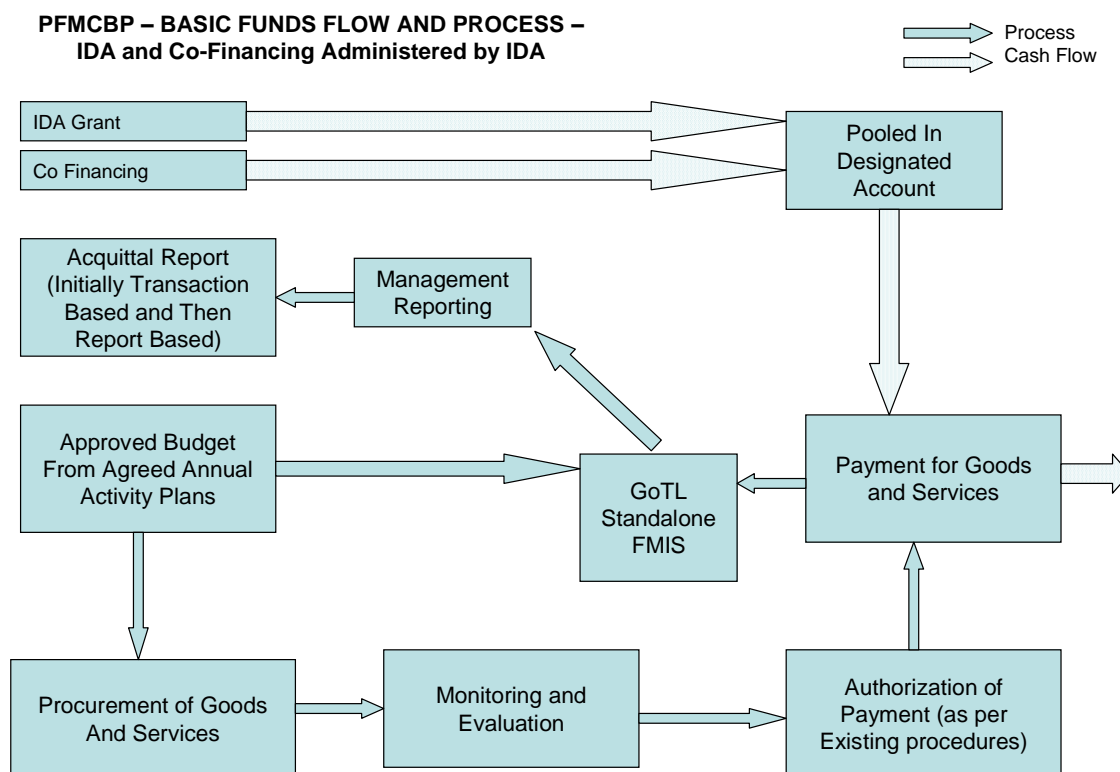 PFMCBP – BASIC FUNDS FLOW AND PROCESS –
IDA and Co-Financing Administered by IDA
Process
Cash Flow
IDA Grant
Co Financing
Pooled In
Designated
Account
Acquittal Report
(Initially Transaction
Based and Then
Report Based)
Management
Reporting
Approved Budget
From Agreed Annual
Activity Plans
GoTL
Standalone
FMIS
Payment for Goods
and Services
Procurement of Goods
And Services
Monitoring and
Evaluation
Authorization of
Payment (as per
Existing procedures)